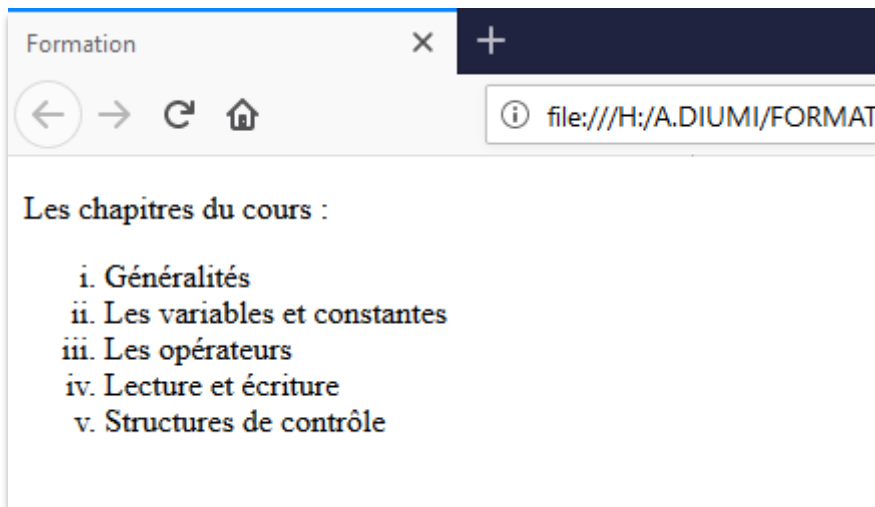 Formation
file:///H:/A.DIUMI/FORMAT
Les chapitres du cours :
i. Généralités
ii. Les variables et constantes
iii. Les opérateurs
iv. Lecture et écriture
v. Structures de contrôle